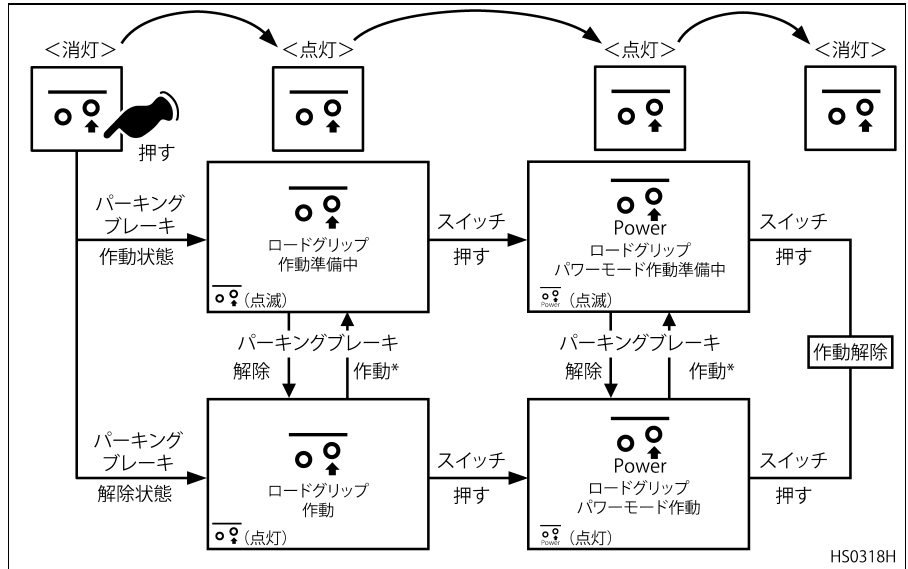 ＜消灯＞
＜点灯＞
＜点灯＞
＜消灯＞
押す
パーキング
ブレーキ
作動状態
ロードグリップ
作動準備中
(点滅)
スイッチ
押す
Power
ロードグリップ
パワーモード作動準備中
Power
(点滅)
スイッチ
押す
パーキングブレーキ
解除
作動*
パーキングブレーキ
解除
作動*
作動解除
パーキング
ブレーキ
解除状態
ロードグリップ
作動
(点灯)
スイッチ
押す
Power
ロードグリップ
パワーモード作動
Power
(点灯)
スイッチ
押す
HS0318H